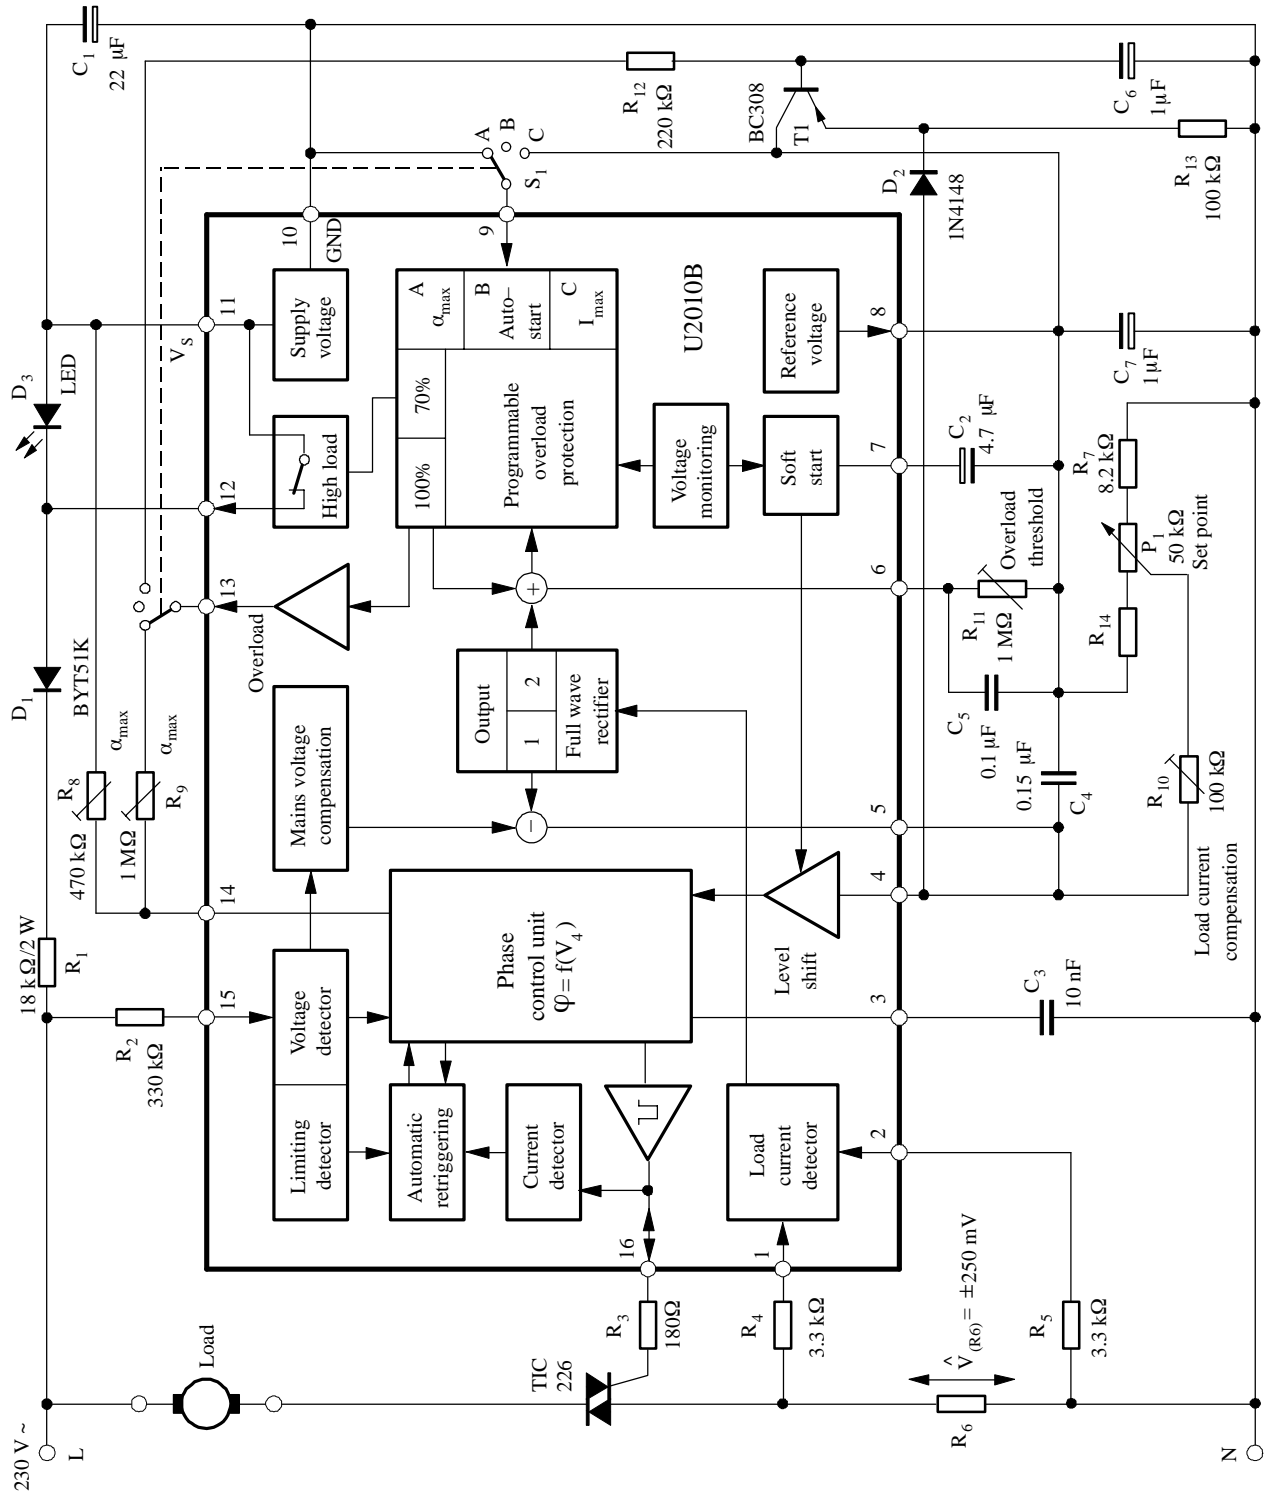 230 V ~
L
Load
18 kΩ/2 W
R1
D1
BYT51K
D3
LED
C1
22 μF
R2
330 kΩ
R8
470 kΩ
αmax
R9
1 MΩ
αmax
VS
15
14
13
12
11
10
GND
Limiting
detector
Voltage
detector
Mains voltage
compensation
Overload
High load
Supply
voltage
Automatic
retriggering
Phase
control unit
φ = f(V4)
Current
detector
Output
1
2
Full wave
rectifier
100%
70%
Programmable
overload
protection
A
αmax
B
Auto–
start
C
Imax
9
A
B
C
S1
+
−
Voltage
monitoring
U2010B
Load
current
detector
Level
shift
Soft
start
Reference
voltage
16
1
2
3
4
5
6
7
8
TIC
226
R3
180Ω
R4
3.3 kΩ
R6
^
V(R6) = ±250 mV
R5
3.3 kΩ
N
C3
10 nF
Load current
compensation
R10
100 kΩ
C4
0.15 μF
C5
0.1 μF
R11
1 MΩ
Overload
threshold
R14
P1
50 kΩ
Set point
R7
8.2 kΩ
C2
4.7 μF
C7
1μF
D2
1N4148
R13
100 kΩ
BC308
T1
R12
220 kΩ
C6
1μF